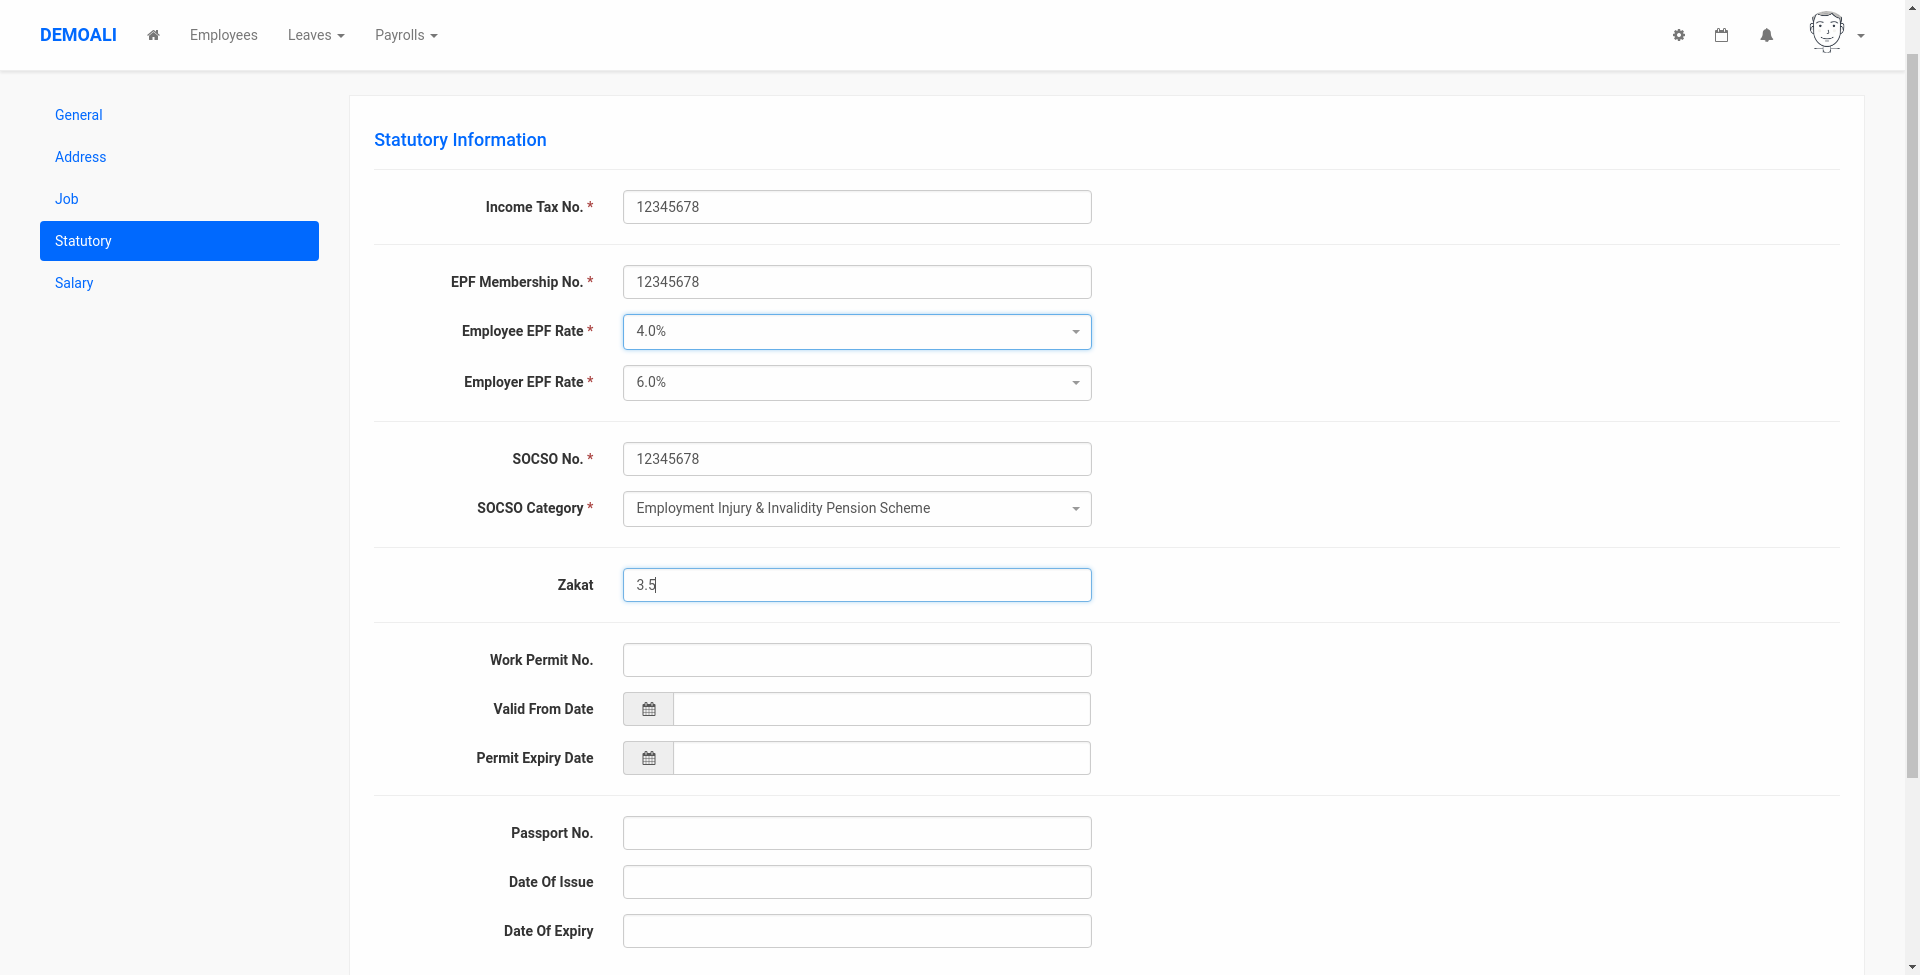 DEMOALI Employees Leaves Payrolls
General
Address
Job
Statutory
Salary
Statutory Information
Income Tax No. * 12345678
EPF Membership No. * 12345678
Employee EPF Rate * 4.0%
Employer EPF Rate * 6.0%
SOCSO No. * 12345678
SOCSO Category * Employment Injury & Invalidity Pension Scheme
Zakat 3.5
Work Permit No.
Valid From Date
Permit Expiry Date
Passport No.
Date Of Issue
Date Of Expiry